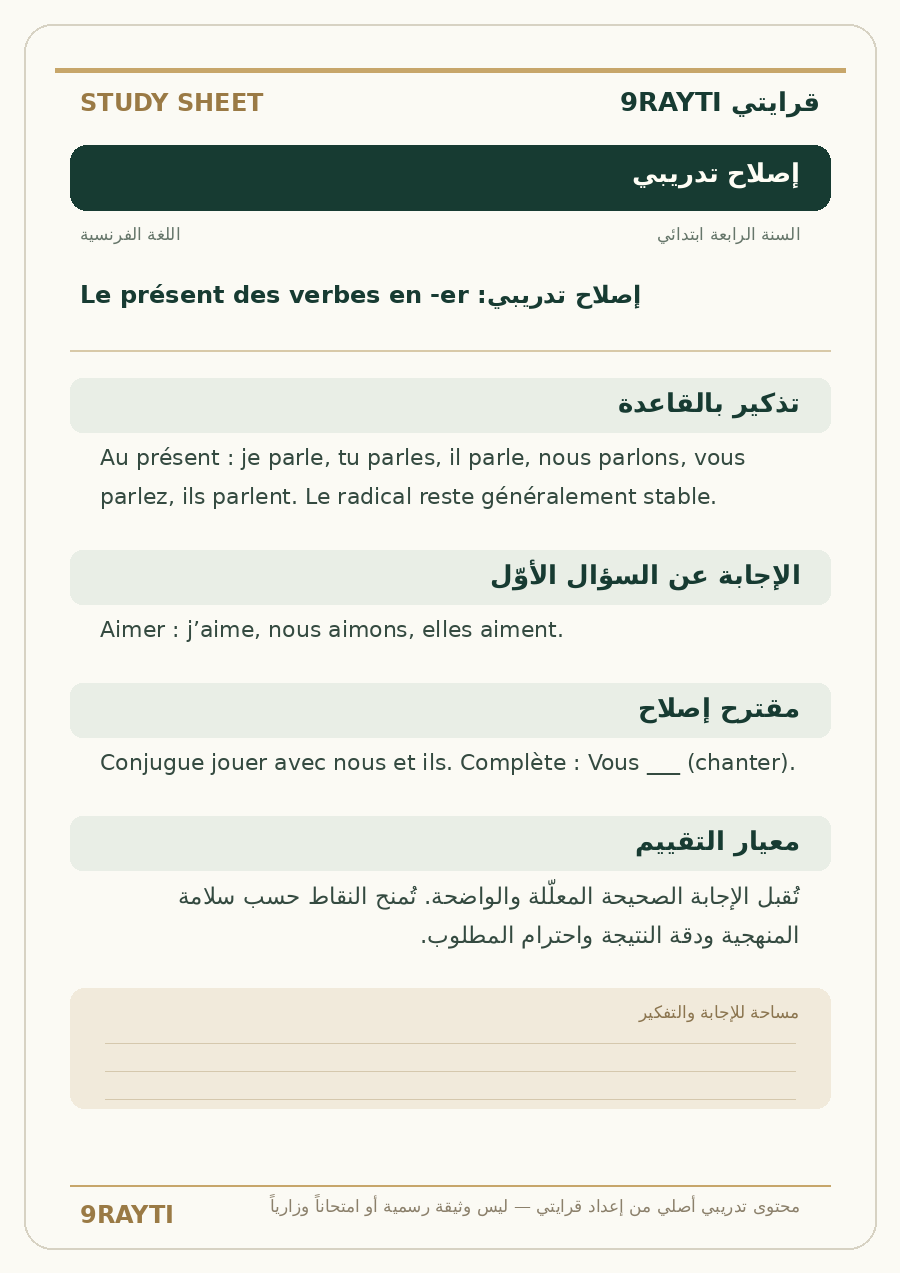 STUDY SHEET
قرايتي 9RAYTI
إصلاح تدريبي
السنة الرابعة ابتدائي
اللغة الفرنسية
إصلاح تدريبي: Le présent des verbes en -er
تذكير بالقاعدة
Au présent : je parle, tu parles, il parle, nous parlons, vous
parlez, ils parlent. Le radical reste généralement stable.
الإجابة عن السؤال الأوّل
Aimer : j’aime, nous aimons, elles aiment.
مقترح إصلاح
Conjugue jouer avec nous et ils. Complète : Vous ___ (chanter).
معيار التقييم
تُقبل الإجابة الصحيحة المعلّلة والواضحة. تُمنح النقاط حسب سلامة
المنهجية ودقة النتيجة واحترام المطلوب.
مساحة للإجابة والتفكير
محتوى تدريبي أصلي من إعداد قرايتي — ليس وثيقة رسمية أو امتحاناً وزارياً
9RAYTI